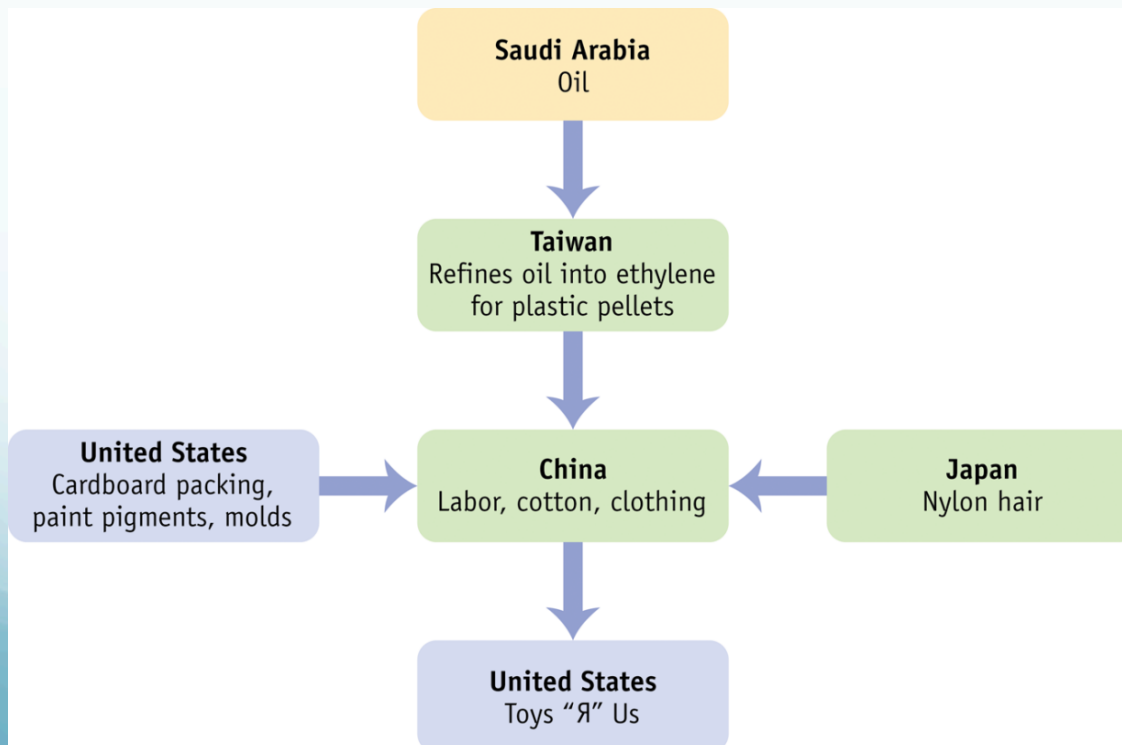 Saudi Arabia
Oil
Taiwan
Refines oil into ethylene
for plastic pellets
United States
Cardboard packing,
paint pigments, molds
China
Labor, cotton, clothing
Japan
Nylon hair
United States
Toys “Я” Us